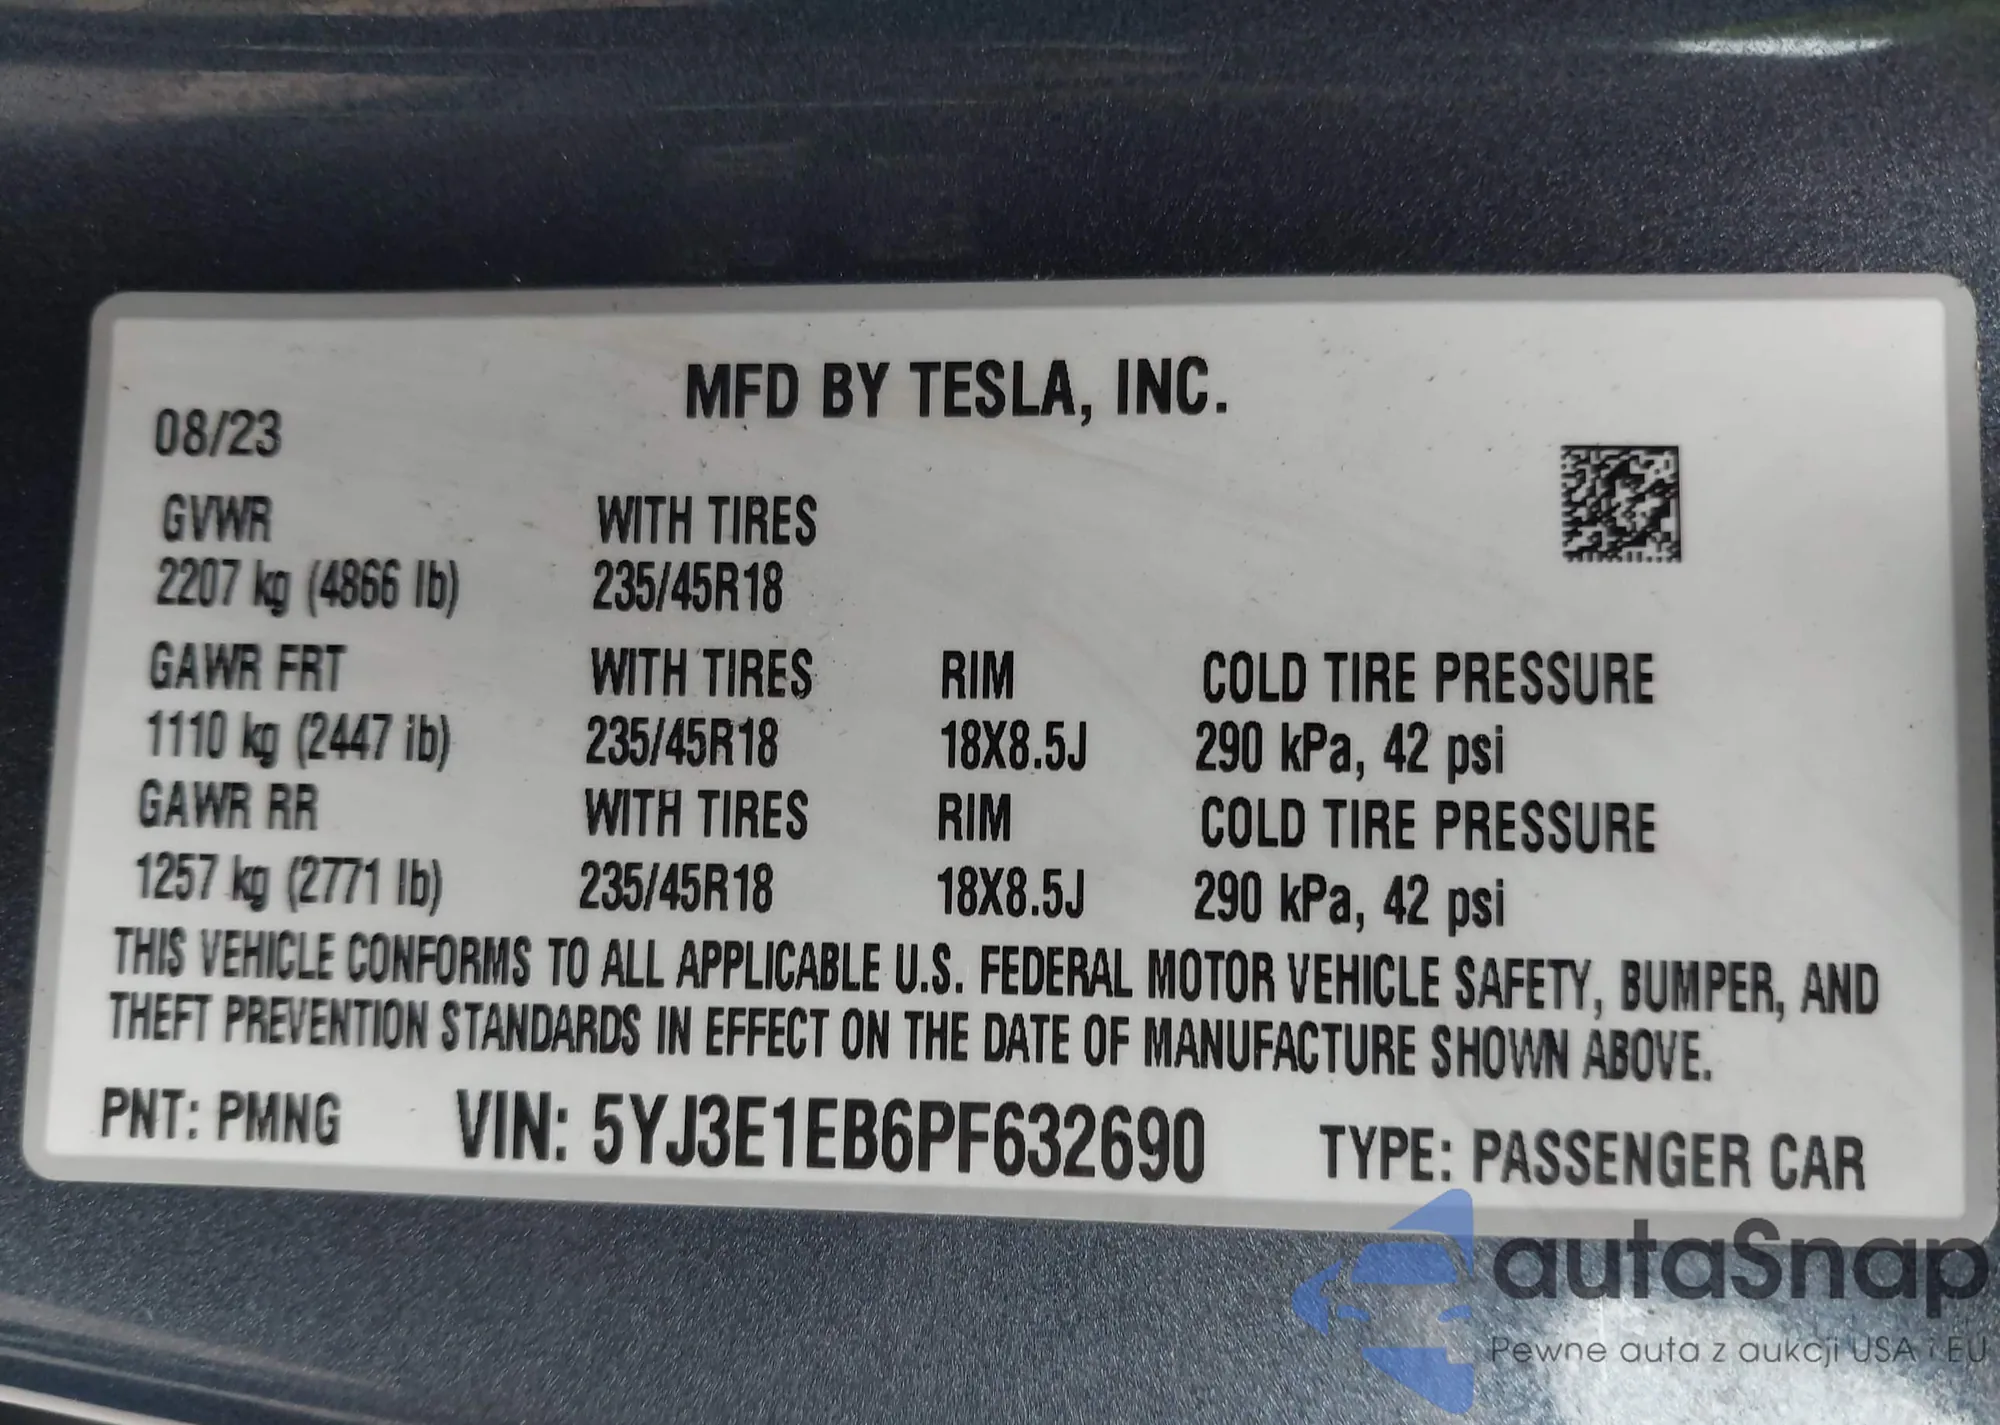 MFD BY TESLA, INC.
08/23
GVWR WITH TIRES
2207 kg (4866 lb) 235/45R18
GAWR FRT WITH TIRES RIM COLD TIRE PRESSURE
1110 kg (2447 lb) 235/45R18 18X8.5J 290 kPa, 42 psi
GAWR RR WITH TIRES RIM COLD TIRE PRESSURE
1257 kg (2771 lb) 235/45R18 18X8.5J 290 kPa, 42 psi
THIS VEHICLE CONFORMS TO ALL APPLICABLE U.S. FEDERAL MOTOR VEHICLE SAFETY, BUMPER, AND
THEFT PREVENTION STANDARDS IN EFFECT ON THE DATE OF MANUFACTURE SHOWN ABOVE.
PNT: PMNG VIN: 5YJ3E1EB6PF632690 TYPE: PASSENGER CAR
autaSnap
Pewne auta z aukcji USA i EU